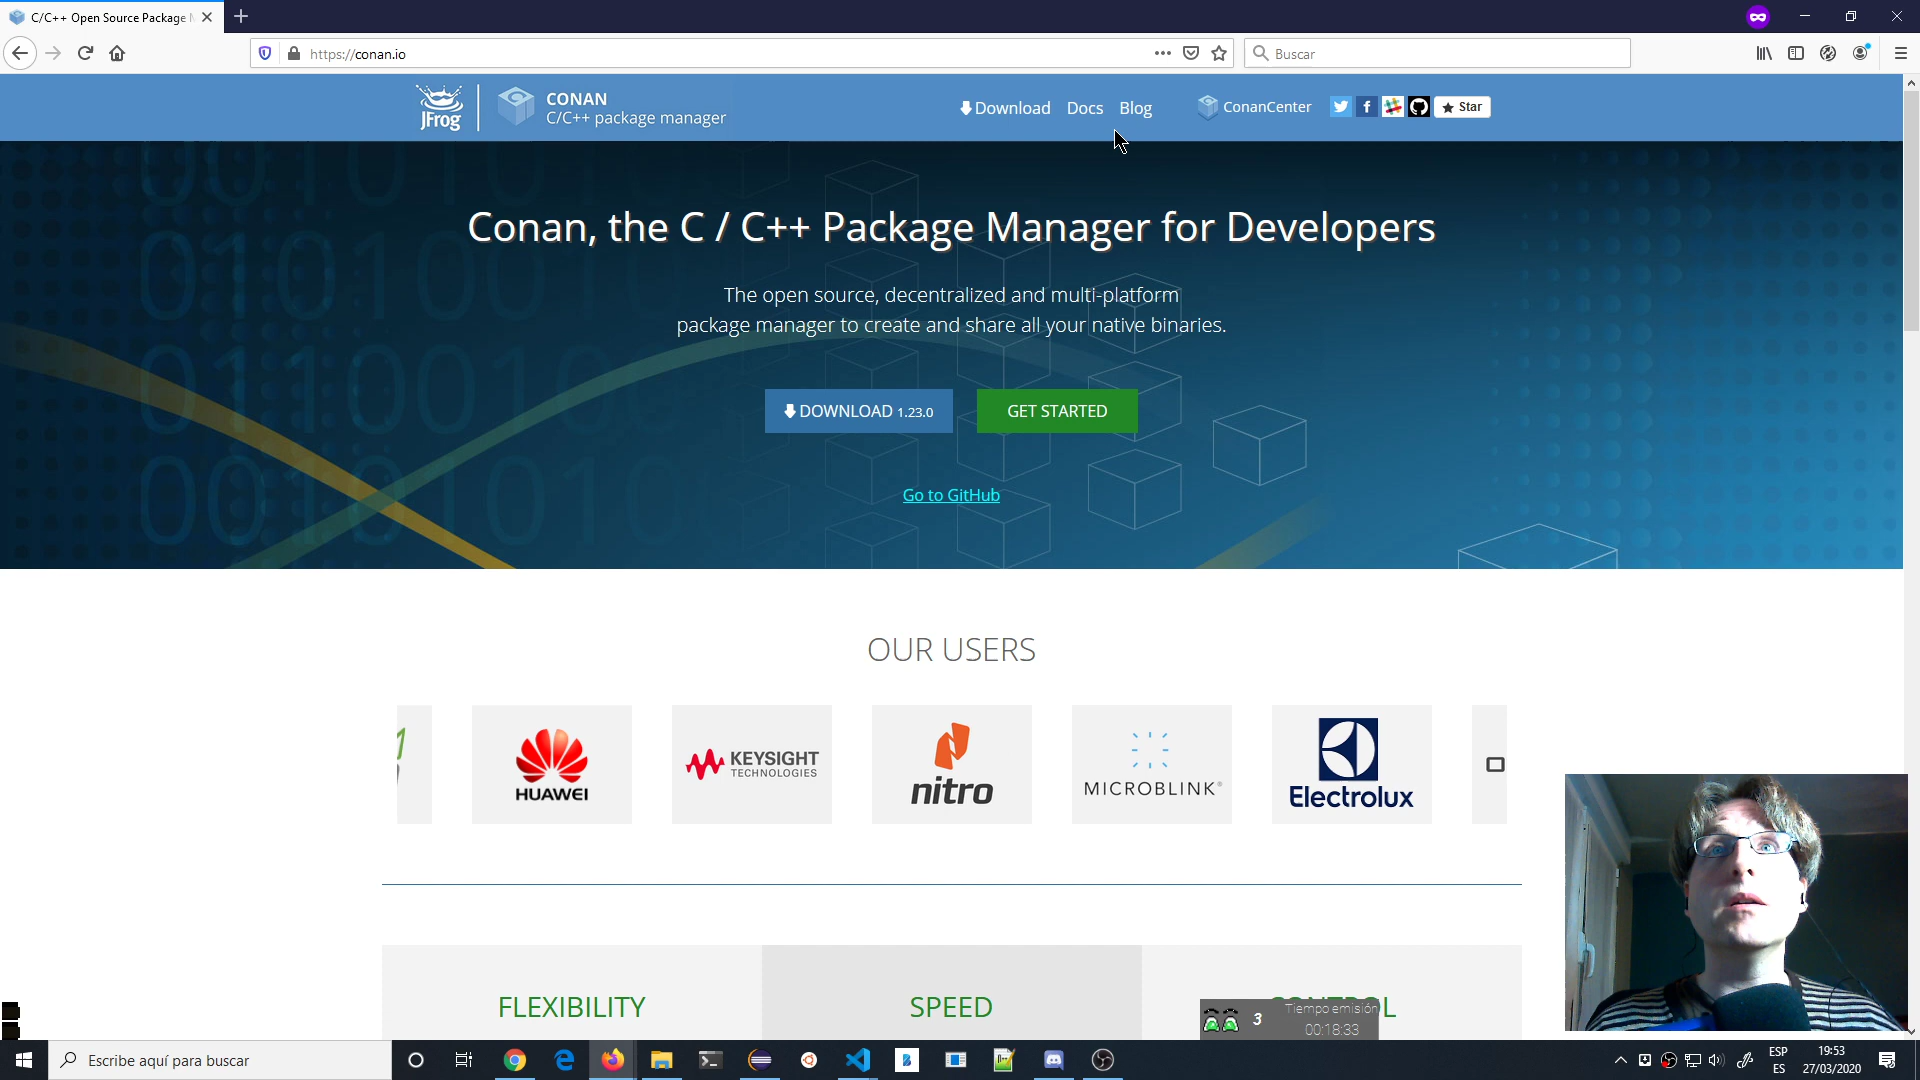 C/C++ Open Source Package
https://conan.io
Buscar
JFrog
CONAN
C/C++ package manager
Download
Docs
Blog
ConanCenter
Star
Conan, the C / C++ Package Manager for Developers
The open source, decentralized and multi-platform
package manager to create and share all your native binaries.
DOWNLOAD 1.23.0
GET STARTED
Go to GitHub
OUR USERS
HUAWEI
KEYSIGHT
TECHNOLOGIES
nitro
MICROBLINK
Electrolux
FLEXIBILITY
SPEED
3
Tiempo emisión
00:18:33
Escribe aquí para buscar
ESP
ES
19:53
27/03/2020